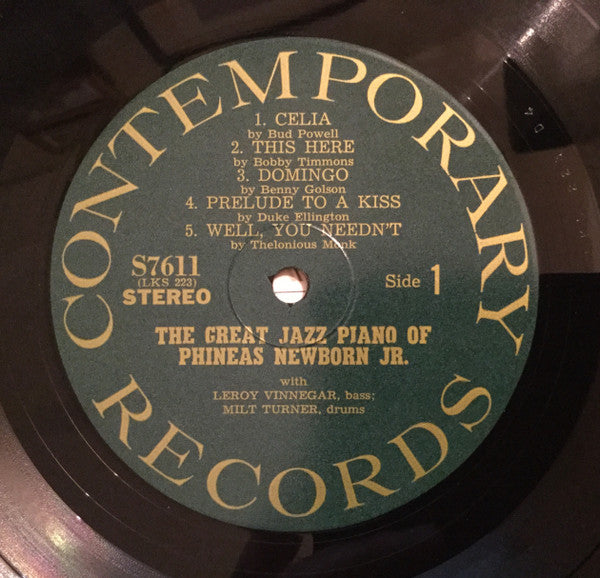 CONTEMPORARY
1. CELIA
by Bud Powell
2. THIS HERE
by Bobby Timmons
3. DOMINGO
by Benny Golson
4. PRELUDE TO A KISS
by Duke Ellington
5. WELL, YOU NEEDN'T
by Thelonious Monk
S7611
(LKS 223)
STEREO
Side 1
THE GREAT JAZZ PIANO OF
PHINEAS NEWBORN JR.
with
LEROY VINNEGAR, bass;
MILT TURNER, drums
RECORDS